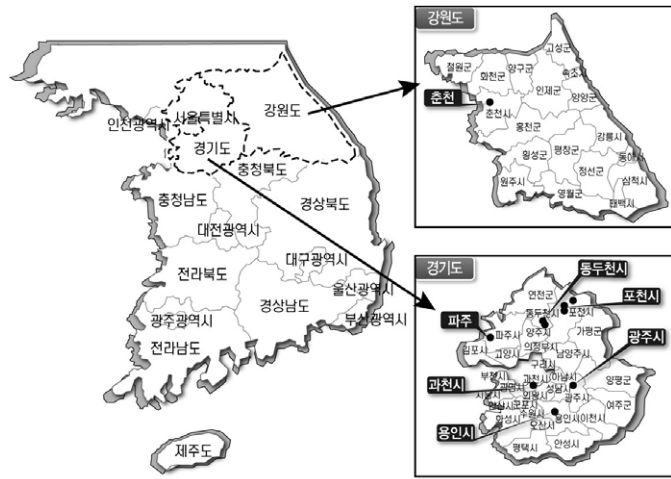 인천광역시
서울특별시
강원도
경기도
충청북도
충청남도
대전광역시
경상북도
전라북도
대구광역시
울산광역시
광주광역시
경상남도
부산광역시
전라남도
제주도
강원도
고성군
철원군
화천군
양구군
속초시
인제군
양양군
춘천
춘천시
홍천군
강릉시
횡성군
평창군
동해시
정선군
원주시
영월군
삼척시
태백시
경기도
동두천시
연천군
포천시
동두천시
포천시
파주
파주시
양주시
가평군
광주시
김포시
고양시
의정부시
남양주시
구리시
부천시
과천시
하남시
양평군
과천시
광명시
성남시
의왕시
광주시
여주군
안산시
군포시
수원시
용인시
이천시
화성시
오산시
용인시
평택시
안성시